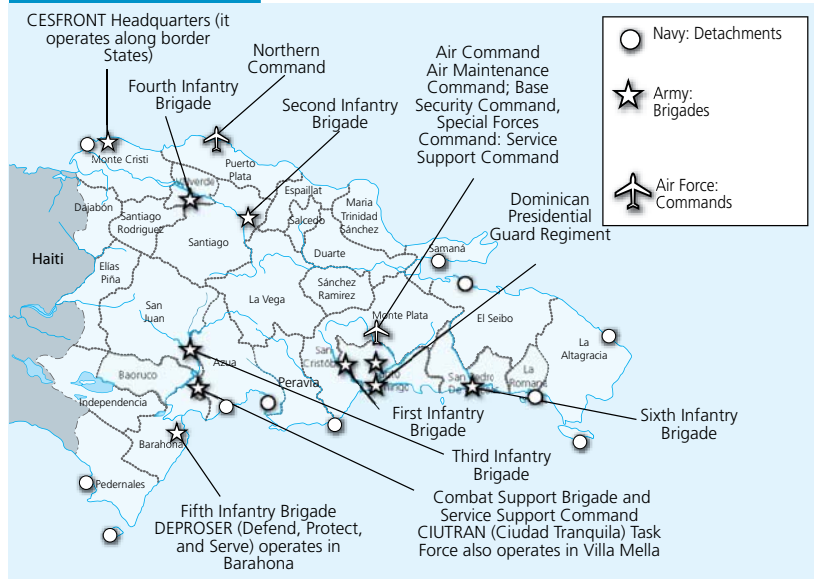 CESFRONT Headquarters (it
operates along border
States)
Northern
Command
Fourth Infantry
Brigade
Second Infantry
Brigade
Air Command
Air Maintenance
Command; Base
Security Command,
Special Forces
Command: Service
Support Command
Dominican
Presidential
Guard Regiment
Navy: Detachments
Army:
Brigades
Air Force:
Commands
Monte Cristi
Puerto
Plata
Valverde
Espaillat
Dajabón
Santiago
Rodriguez
Salcedo
Maria
Trinidad
Sánchez
Santiago
Duarte
Samaná
Haiti
Elías
Piña
Sánchez
Ramirez
La Vega
San
Juan
Monte Plata
El Seibo
La
Altagracia
San
Cristóbal
Azua
Baoruco
Peravia
San Pedro
La
Romana
Independencia
Barahona
Pedernales
First Infantry
Brigade
Sixth Infantry
Brigade
Third Infantry
Brigade
Fifth Infantry Brigade
DEPROSER (Defend, Protect,
and Serve) operates in
Barahona
Combat Support Brigade and
Service Support Command
CIUTRAN (Ciudad Tranquila) Task
Force also operates in Villa Mella